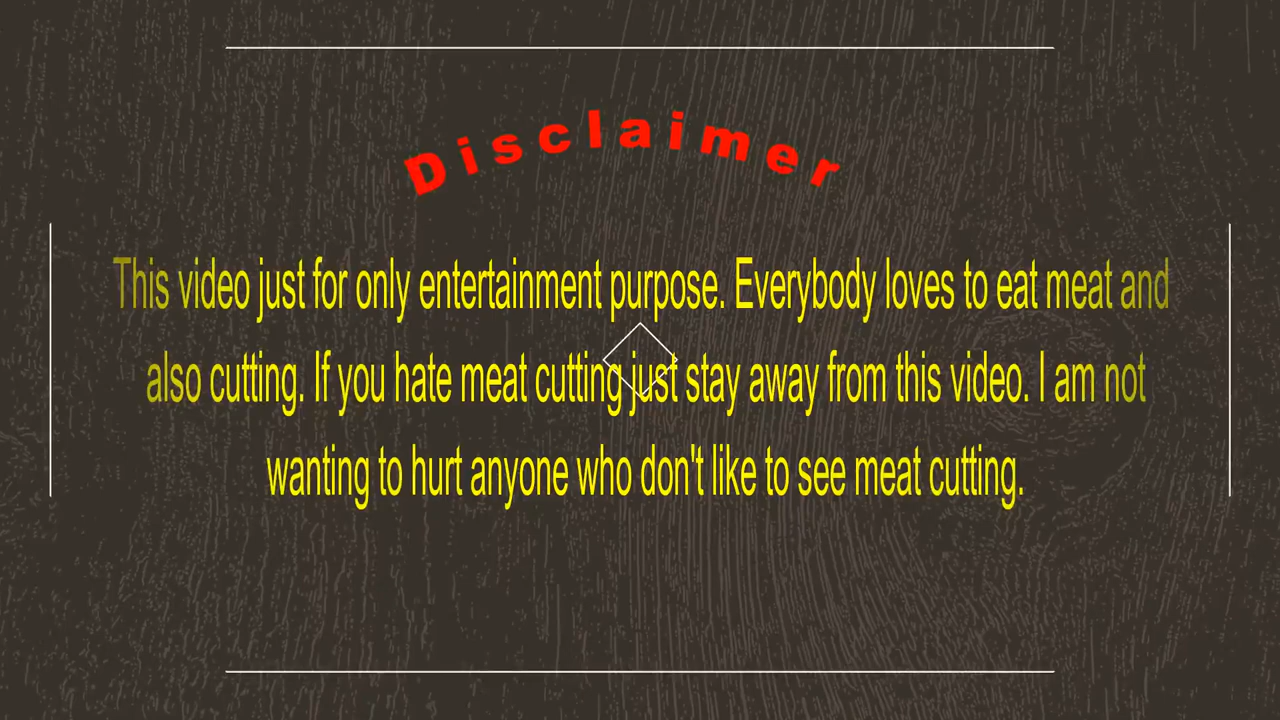 Disclaimer
This video just for only entertainment purpose. Everybody loves to eat meat and
also cutting. If you hate meat cutting just stay away from this video. I am not
wanting to hurt anyone who don't like to see meat cutting.